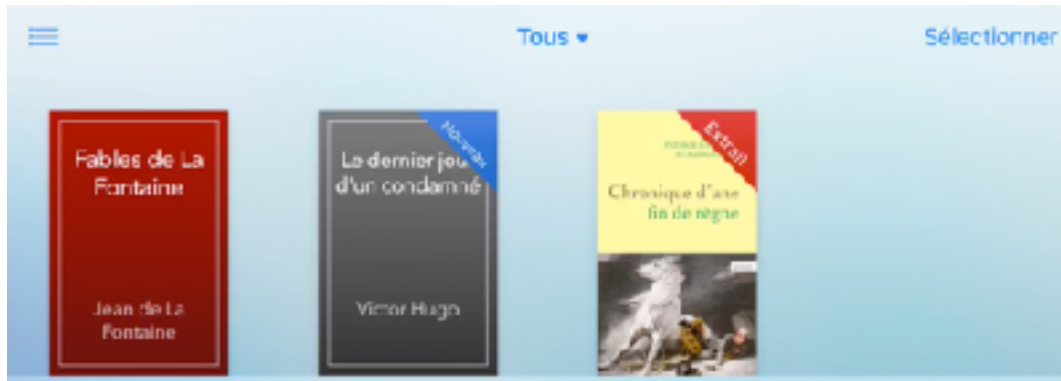 Tous
Sélectionner
Fables de La
Fontaine
Jean de La
Fontaine
Nouveau
Le dernier jour
d'un condamné
Victor Hugo
Extrait
Chronique d'une
fin de règne